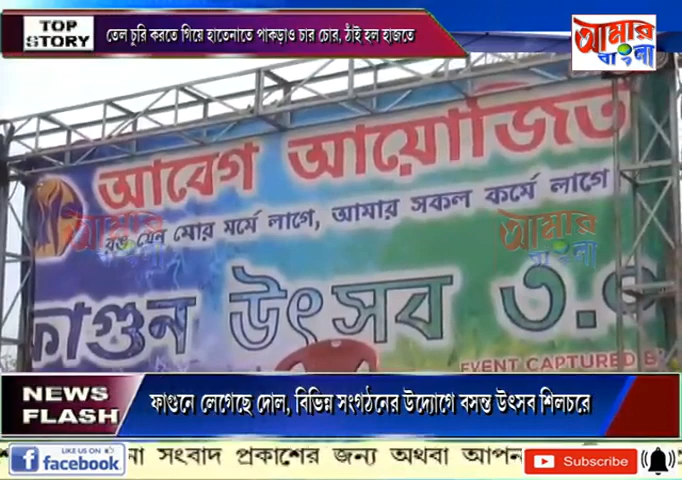 TOP STORY
তেল চুরি করতে গিয়ে হাতেনাতে পাকড়াও চার চোর, ঠাঁই হল হাজতে
আমার বাংলা
আবেগ আয়োজিত
রঙ যেন মোর মর্মে লাগে, আমার সকল কর্মে লাগে
আমার বাংলা
আমার বাংলা
ফাগুন উৎসব ৩.০
EVENT CAPTURED B
NEWS FLASH
ফাগুনে লেগেছে দোল, বিভিন্ন সংগঠনের উদ্যোগে বসন্ত উৎসব শিলচরে
LIKE US ON
facebook
না সংবাদ প্রকাশের জন্য অথবা আপন
Subscribe